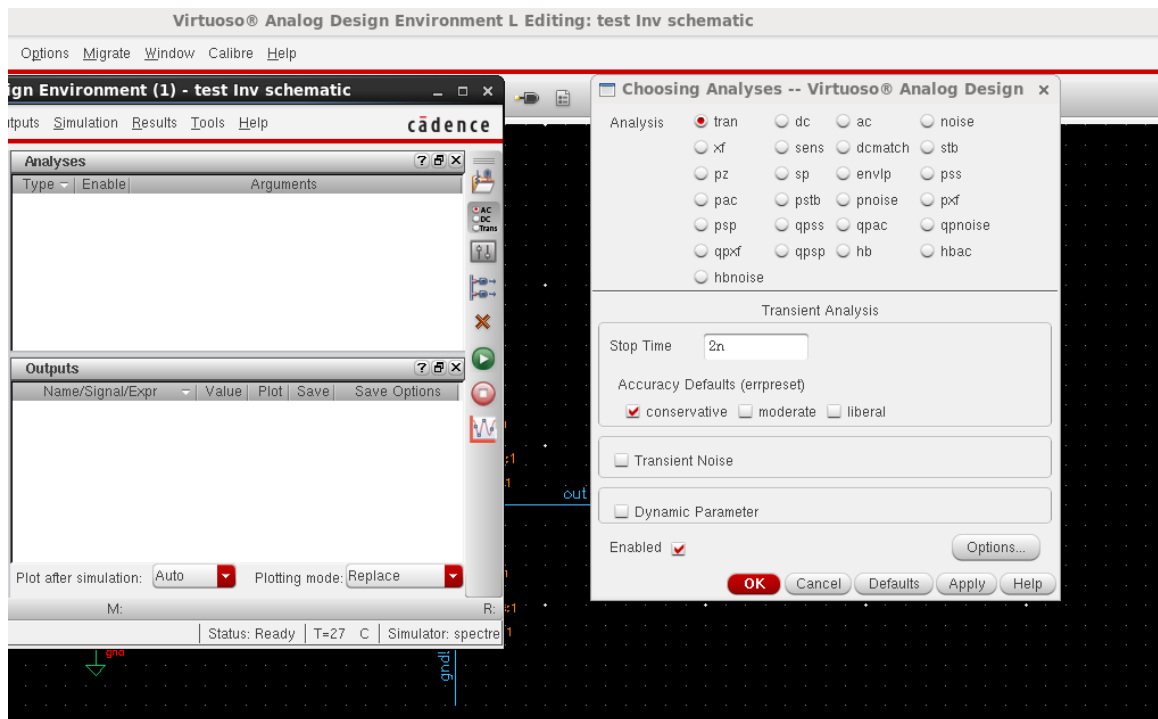 Virtuoso® Analog Design Environment L Editing: test Inv schematic
Options Migrate Window Calibre Help
ign Environment (1) - test Inv schematic
tputs Simulation Results Tools Help cādence
Analyses
Type Enable Arguments
AC
DC
Trans
Outputs
Name/Signal/Expr Value Plot Save Save Options
Plot after simulation: Auto Plotting mode: Replace
M: R:
Status: Ready T=27 C Simulator: spectre
Choosing Analyses -- Virtuoso® Analog Design
Analysis tran dc ac noise
xf sens dcmatch stb
pz sp envlp pss
pac pstb pnoise pxf
psp qpss qpac qpnoise
qpxf qpsp hb hbac
hbnoise
Transient Analysis
Stop Time 2n
Accuracy Defaults (errpreset)
conservative moderate liberal
Transient Noise
Dynamic Parameter
Enabled Options...
OK Cancel Defaults Apply Help
out
gnd
gnd!